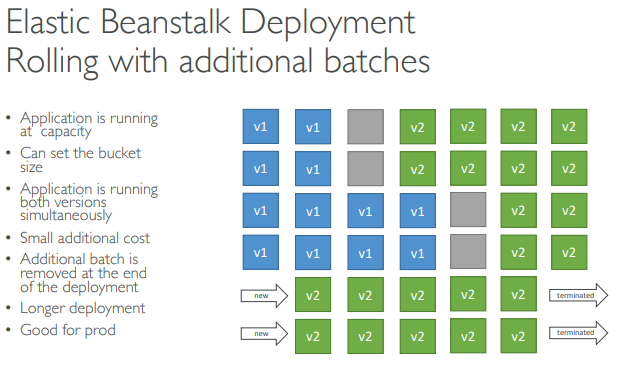 Elastic Beanstalk Deployment
Rolling with additional batches
• Application is running
at capacity
• Can set the bucket
size
• Application is running
both versions
simultaneously
• Small additional cost
• Additional batch is
removed at the end
of the deployment
• Longer deployment
• Good for prod
v1 v1 v2 v2 v2 v2
v1 v1 v2 v2 v2 v2
v1 v1 v1 v1 v2 v2
v1 v1 v1 v1 v2 v2
new v2 v2 v2 v2 v2 terminated
new v2 v2 v2 v2 v2 terminated